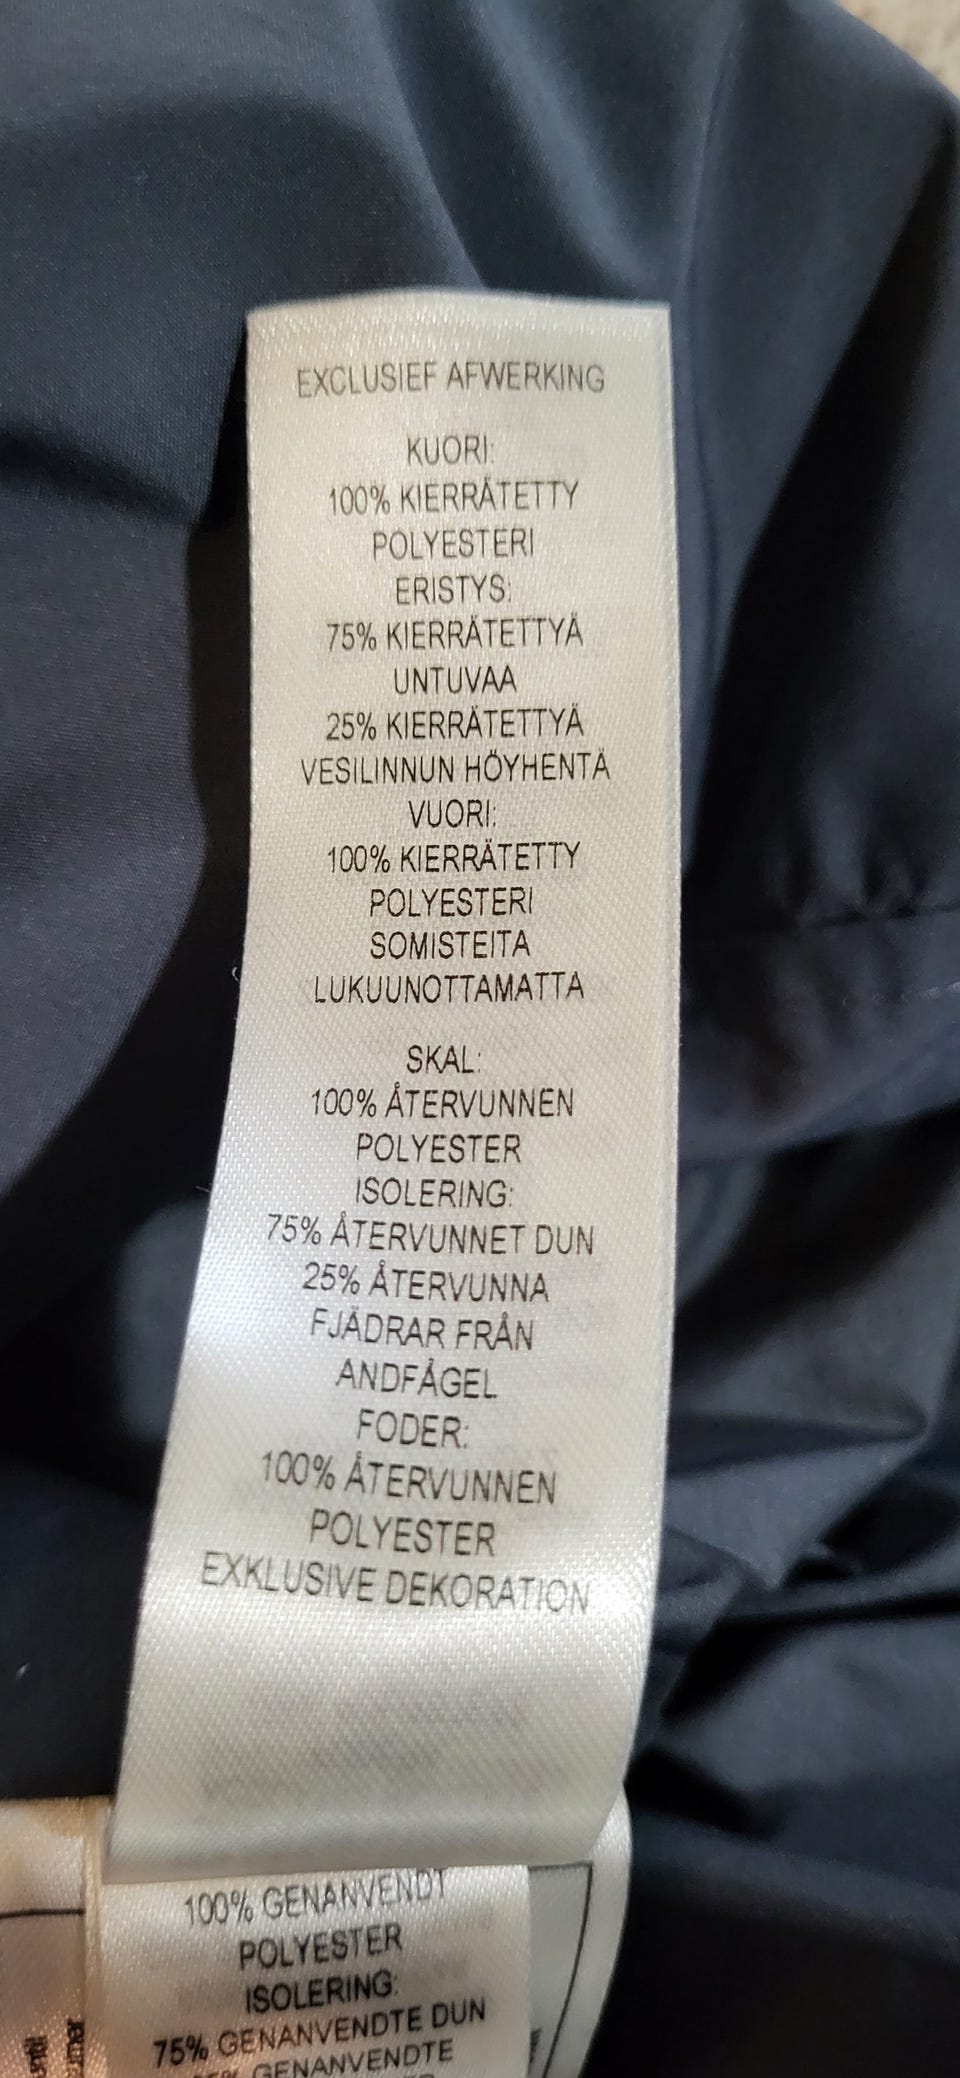 EXCLUSIEF AFWERKING
KUORI:
100% KIERRÄTETTY
POLYESTERI
ERISTYS:
75% KIERRÄTETTYÄ
UNTUVAA
25% KIERRÄTETTYÄ
VESILINNUN HÖYHENTÄ
VUORI:
100% KIERRÄTETTY
POLYESTERI
SOMISTEITA
LUKUUNOTTAMATTA
SKAL:
100% ÅTERVUNNEN
POLYESTER
ISOLERING:
75% ÅTERVUNNET DUN
25% ÅTERVUNNA
FJÄDRAR FRÅN
ANDFÅGEL
FODER:
100% ÅTERVUNNEN
POLYESTER
EXKLUSIVE DEKORATION
100% GENANVENDT
POLYESTER
ISOLERING:
75% GENANVENDTE DUN
GENANVENDTE